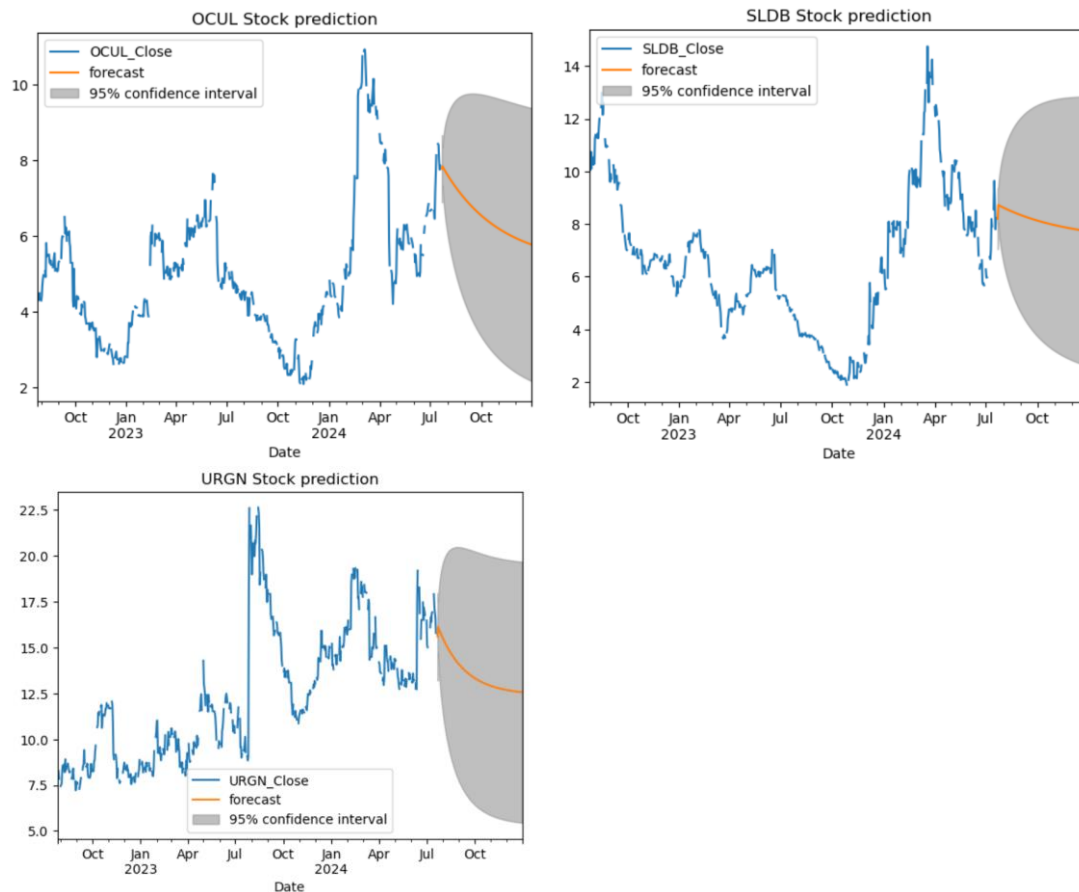 OCUL Stock prediction
OCUL_Close
forecast
95% confidence interval
10
8
6
4
2
Oct Jan Apr Jul Oct Jan Apr Jul Oct
2023 2024
Date
SLDB Stock prediction
SLDB_Close
forecast
95% confidence interval
14
12
10
8
6
4
2
Oct Jan Apr Jul Oct Jan Apr Jul Oct
2023 2024
Date
URGN Stock prediction
22.5
20.0
17.5
15.0
12.5
10.0
7.5
5.0
URGN_Close
forecast
95% confidence interval
Oct Jan Apr Jul Oct Jan Apr Jul Oct
2023 2024
Date